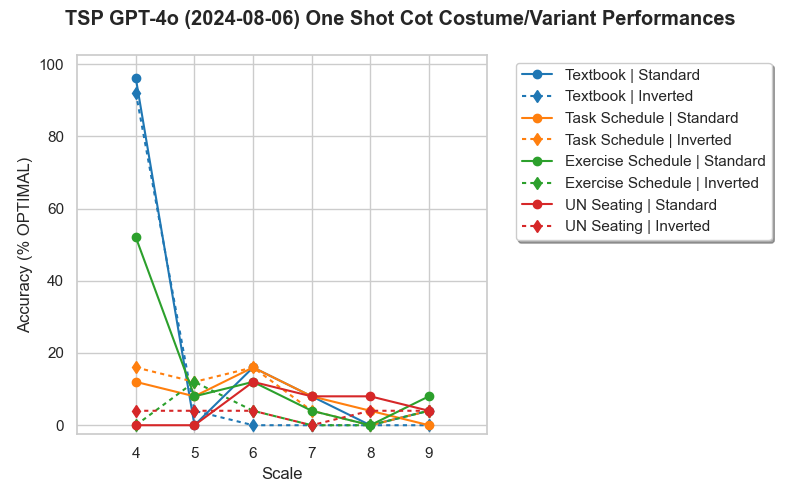 TSP GPT-4o (2024-08-06) One Shot Cot Costume/Variant Performances
100
80
60
40
20
0
Accuracy (% OPTIMAL)
4 5 6 7 8 9
Scale
Textbook | Standard
Textbook | Inverted
Task Schedule | Standard
Task Schedule | Inverted
Exercise Schedule | Standard
Exercise Schedule | Inverted
UN Seating | Standard
UN Seating | Inverted